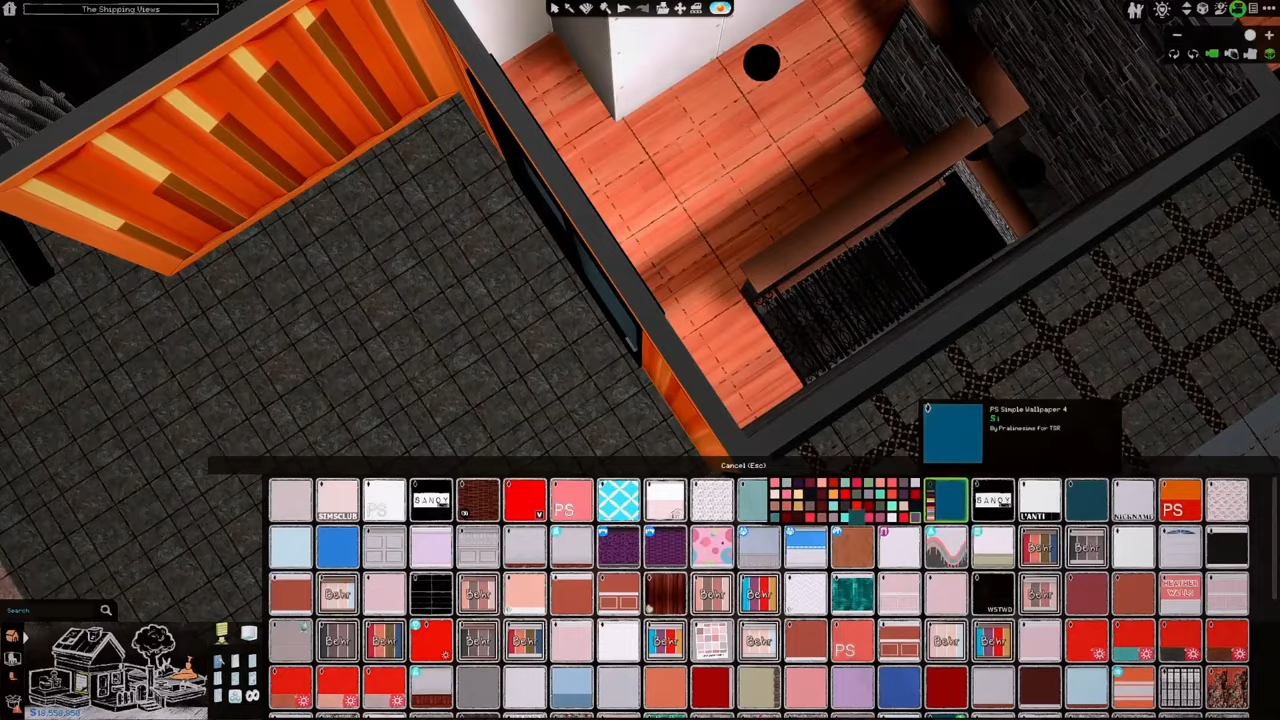 The Shipping Views
PS Simple Wallpaper 4
By Pralinesims for TSR
Cancel (Esc)
SIMSCLUB
PS
SANDY
V
PS
SANDY
L'ANTI
NICKNAME
PS
Behr
Behr
Behr
Behr
Behr
Behr
WSTWD
Behr
HEATHER WALLS
Behr
Behr
Behr
Behr
Behr
PS
Behr
Behr
Search